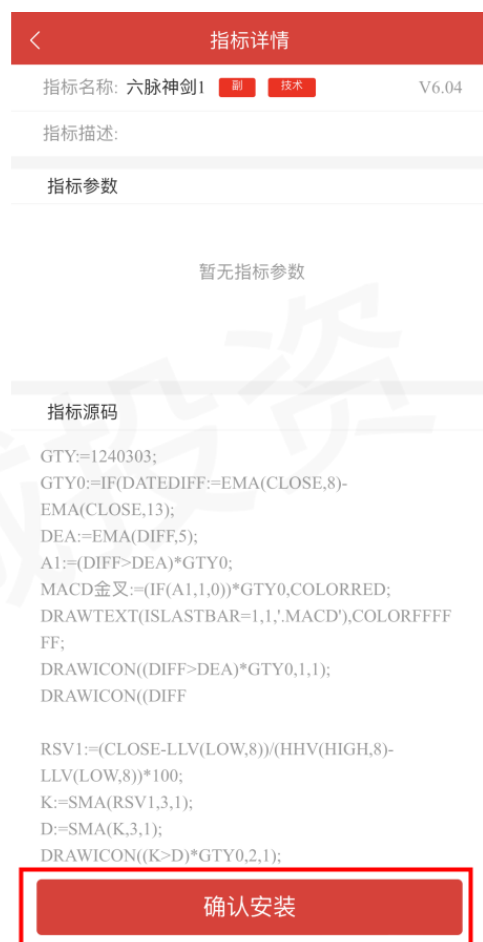 指标详情
指标名称: 六脉神剑1 副 技术 V6.04
指标描述:
指标参数
暂无指标参数
指标源码
GTY:=1240303;
GTY0:=IF(DATEDIFF:=EMA(CLOSE,8)-
EMA(CLOSE,13);
DEA:=EMA(DIFF,5);
A1:=(DIFF>DEA)*GTY0;
MACD金叉:=(IF(A1,1,0))*GTY0,COLORRED;
DRAWTEXT(ISLASTBAR=1,1,'.MACD'),COLORFFFF
FF;
DRAWICON((DIFF>DEA)*GTY0,1,1);
DRAWICON((DIFF
RSV1:=(CLOSE-LLV(LOW,8))/(HHV(HIGH,8)-
LLV(LOW,8))*100;
K:=SMA(RSV1,3,1);
D:=SMA(K,3,1);
DRAWICON((K>D)*GTY0,2,1);
确认安装
投资